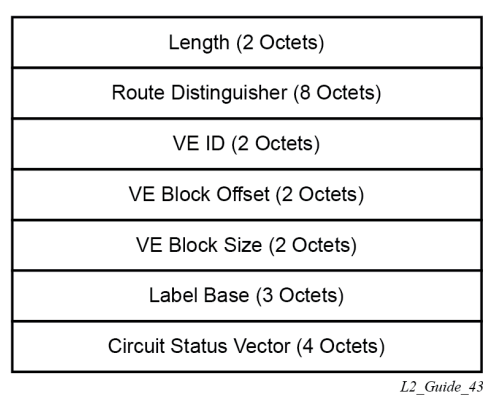 Length (2 Octets)
Route Distinguisher (8 Octets)
VE ID (2 Octets)
VE Block Offset (2 Octets)
VE Block Size (2 Octets)
Label Base (3 Octets)
Circuit Status Vector (4 Octets)
L2_Guide_43